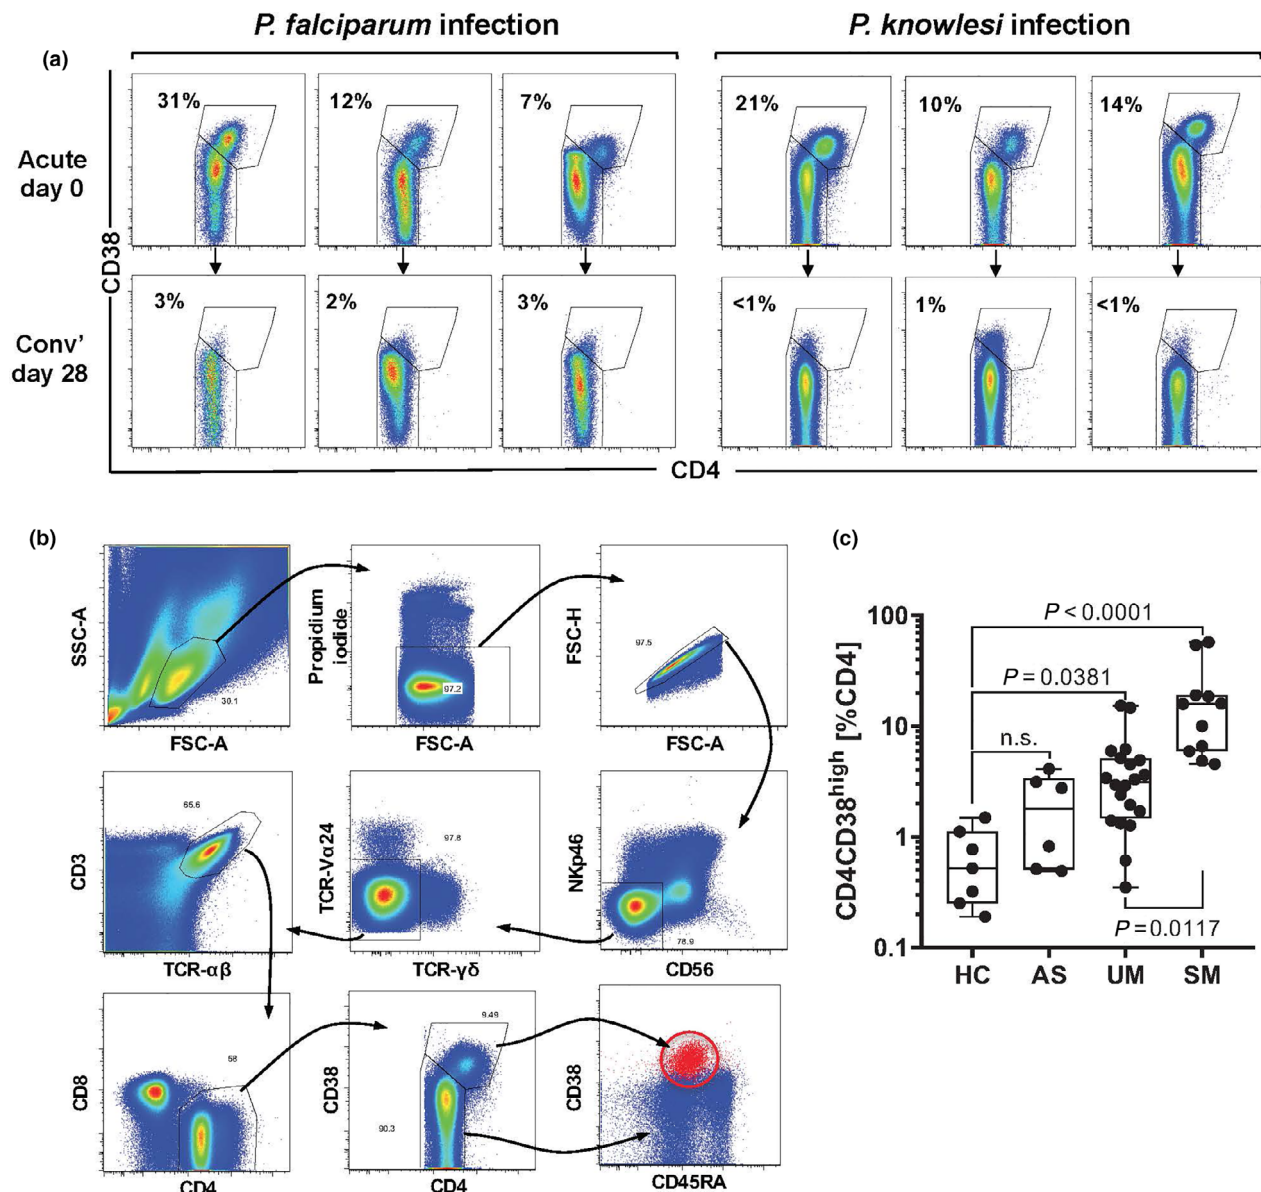 P. falciparum infection
P. knowlesi infection
(a)
31%
12%
7%
21%
10%
14%
Acute
day 0
CD38
3%
2%
3%
<1%
1%
<1%
Conv'
day 28
CD4
(b)
SSC-A
30.1
FSC-A
Propidium
iodide
97.2
FSC-A
FSC-H
97.5
FSC-A
CD3
65.6
TCR-αβ
TCR-Vα24
97.8
TCR-γδ
NKp46
78.9
CD56
CD8
58
CD4
CD38
9.49
90.3
CD4
CD38
CD45RA
(c)
CD4CD38high [%CD4]
100
10
1
0.1
P < 0.0001
P = 0.0381
n.s.
P = 0.0117
HC
AS
UM
SM